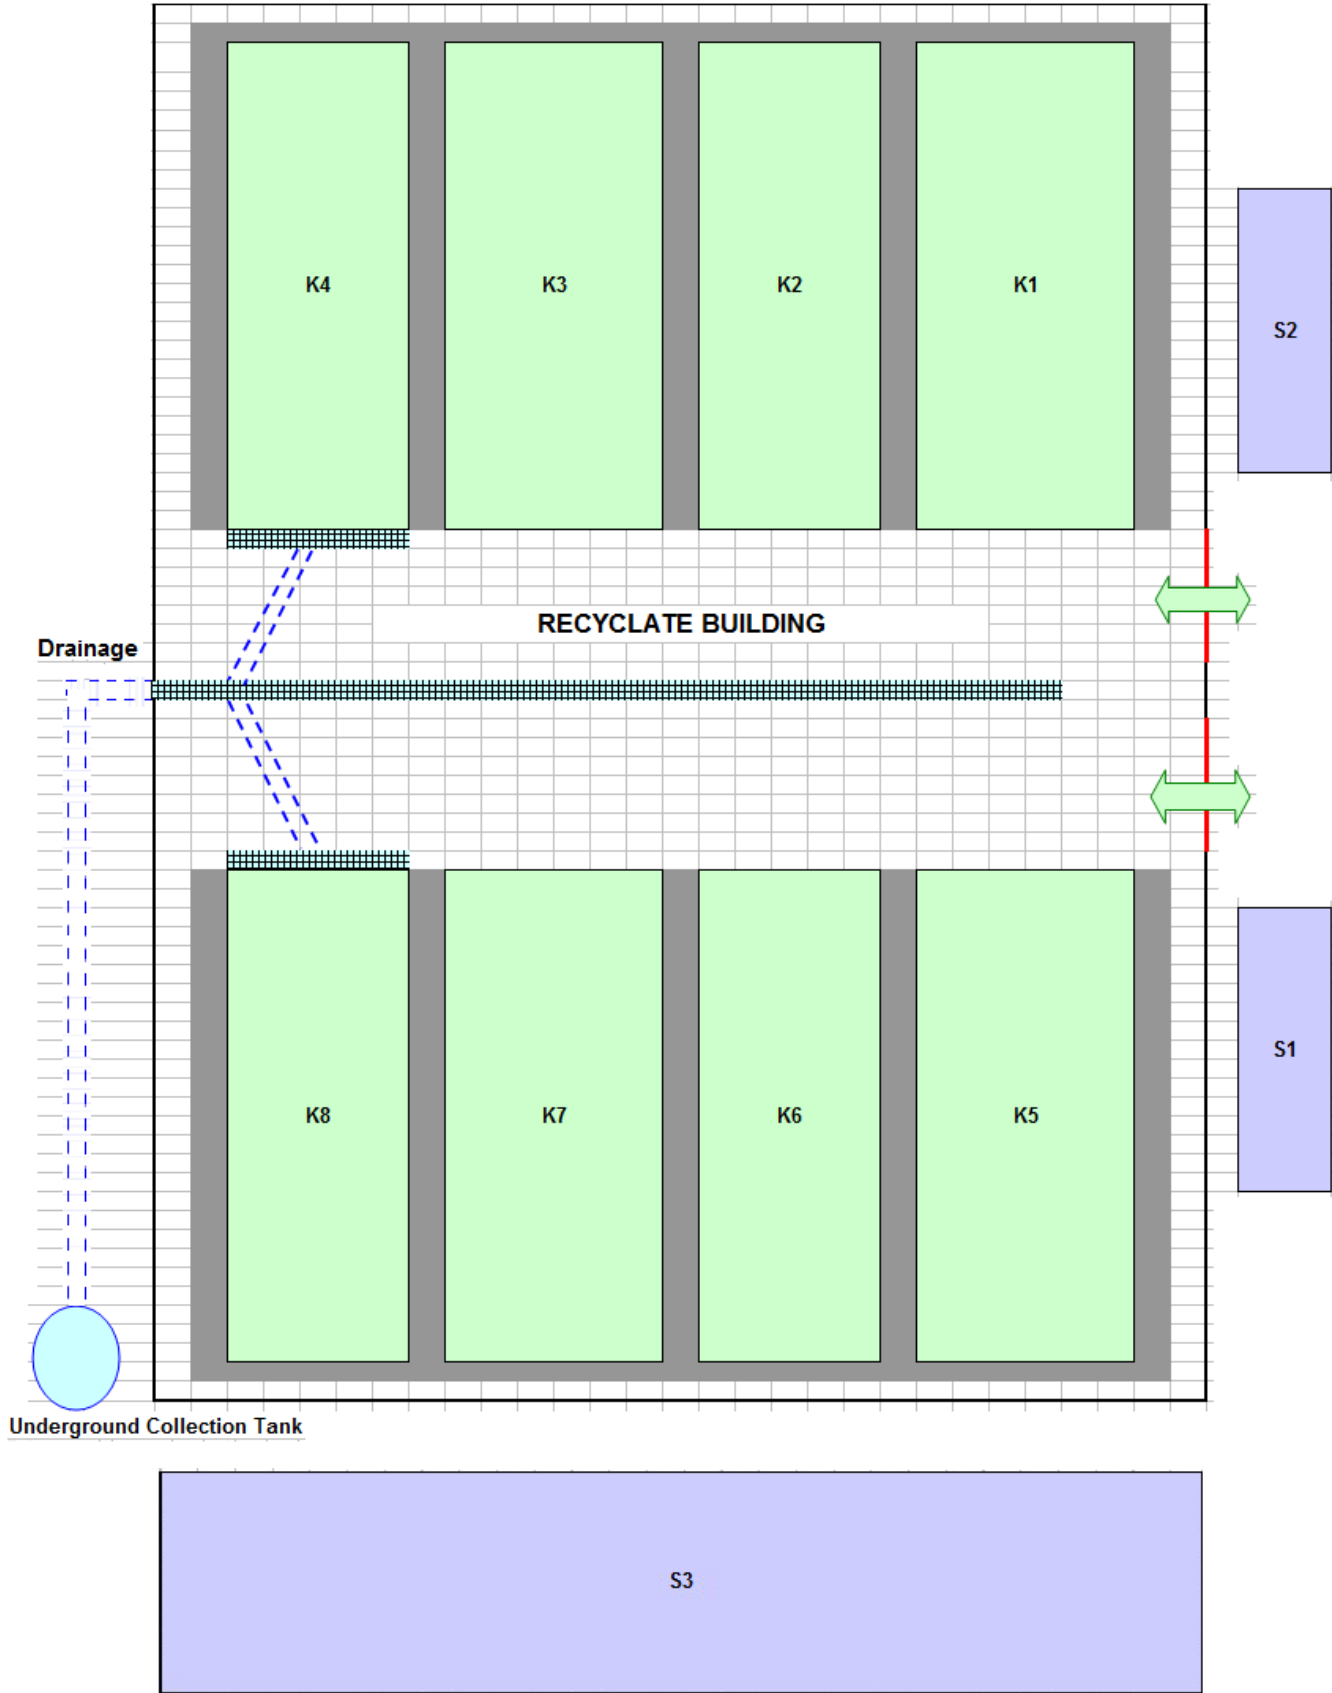 K4
K3
K2
K1
S2
RECYCLATE BUILDING
Drainage
S1
K8
K7
K6
K5
Underground Collection Tank
S3